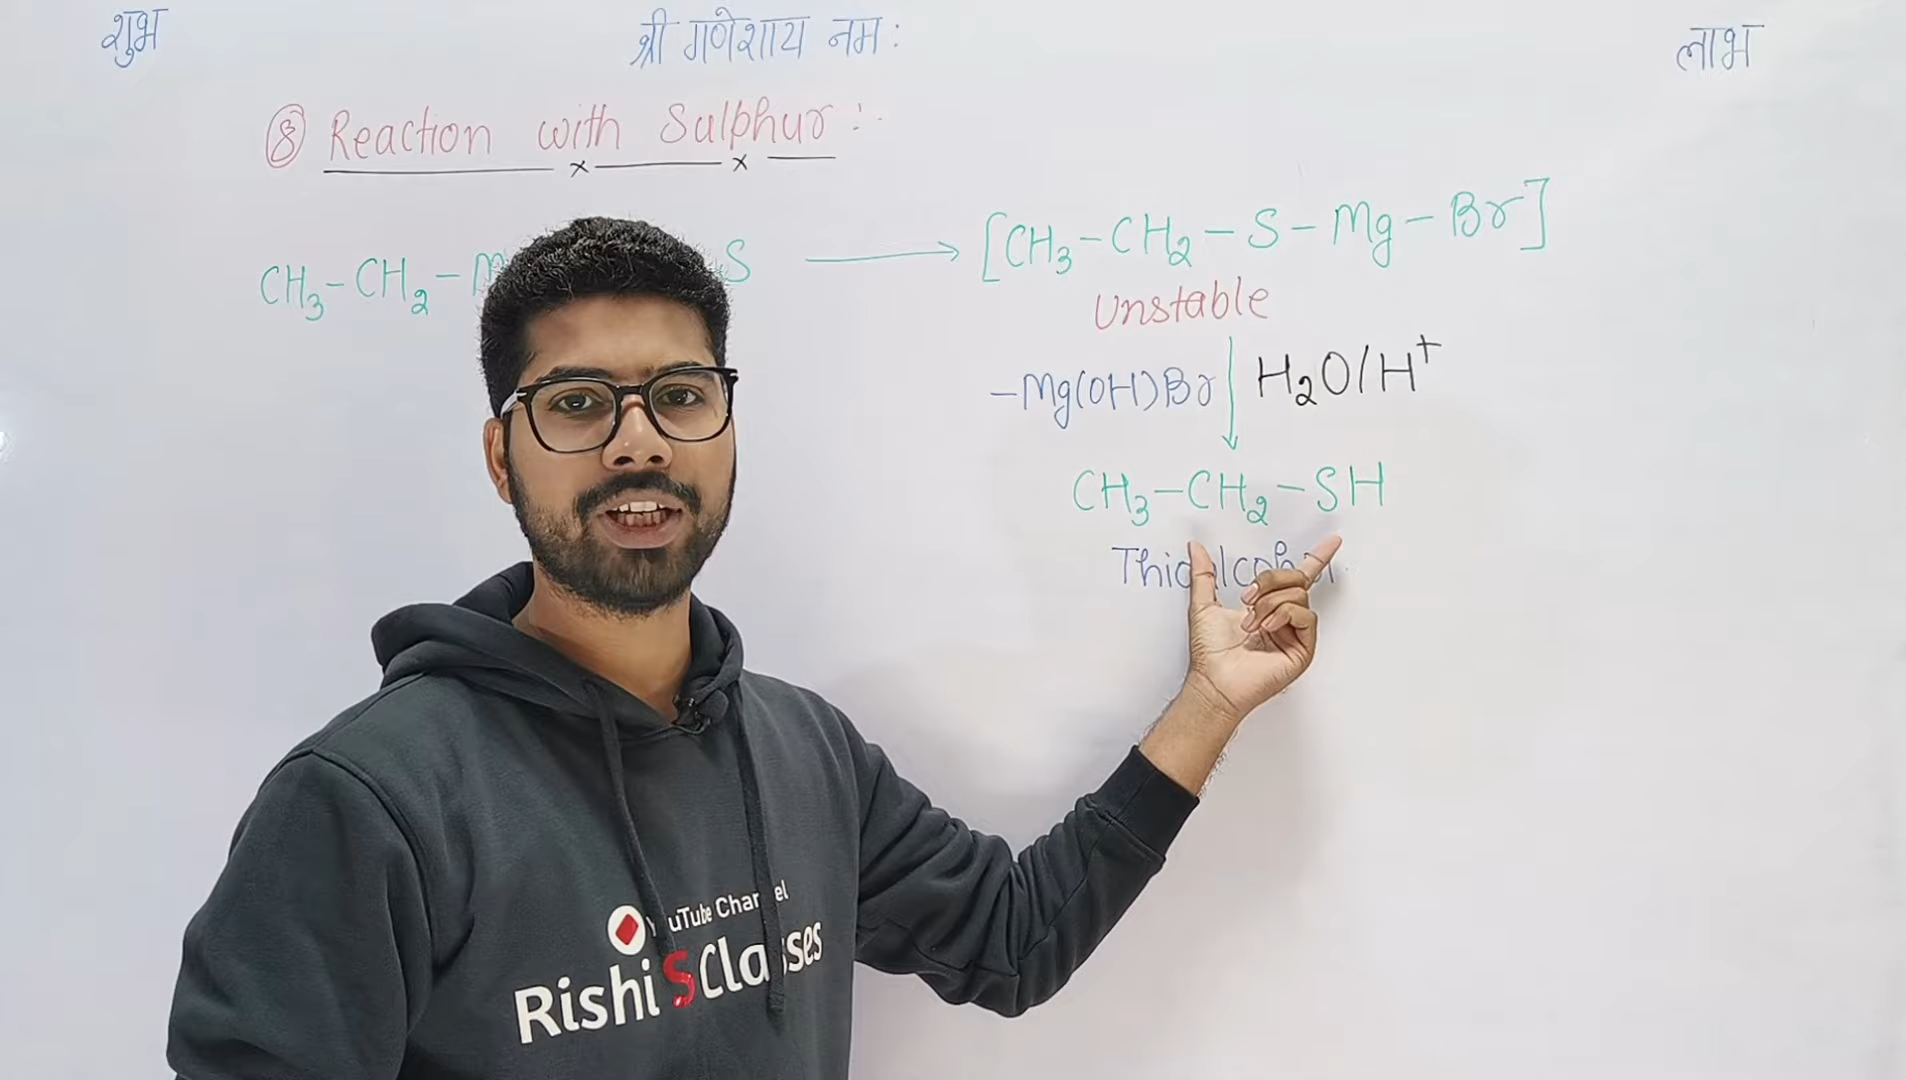 शुभ
श्री गणेशाय नमः
लाभ
⑧ Reaction with Sulphur :-
CH₃-CH₂-M S ⟶ [CH₃-CH₂-S-Mg-Br]
Unstable
-Mg(OH)Br ↓ H₂O/H⁺
CH₃-CH₂-SH
YouTube Channel
Rishi S Classes